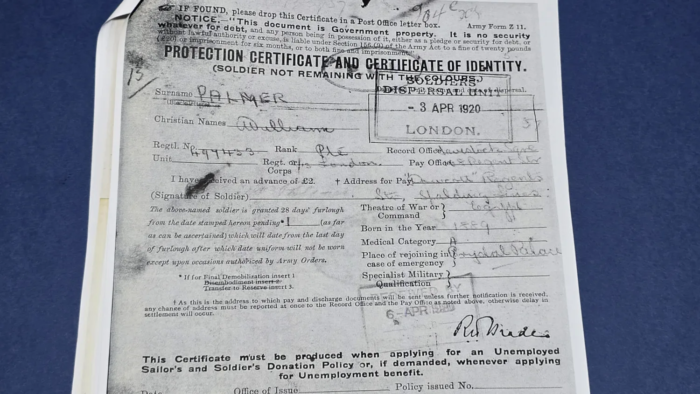 IF FOUND, please drop this Certificate in a Post Office letter box. Army Form Z 11.
NOTICE.—"This document is Government property. It is no security
whatever for debt, and any person being in possession of it, either as a pledge or security for debt, or
without lawful authority or excuse, is liable under Section 156 (9) of the Army Act to a fine of twenty pounds
or imprisonment for six months, or to both fine and imprisonment.
PROTECTION CERTIFICATE AND CERTIFICATE OF IDENTITY.
(SOLDIER NOT REMAINING WITH THE COLOURS.)
SOLDIERS
DISPERSAL UNIT
- 3 APR 1920
LONDON.
Surname PALMER
Christian Names William
Regtl. No. Rank Pte Record Office
Unit Regt. or London Pay Office
Corps
I have received an advance of £2. † Address for Pay
(Signature of Soldier)
The above-named soldier is granted 28 days' furlough
from the date stamped hereon pending* 1 (as far
as can be ascertained) which will date from the last day
of furlough after which date uniform will not be worn
except upon occasions authorized by Army Orders.
* If for Final Demobilisation insert 1.
Disembodiment insert 2.
Transfer to Reserve insert 3.
Theatre of War or Command Egypt
Born in the Year 1889
Medical Category A
Place of rejoining in case of emergency Crystal Palace
Specialist Military Qualification
6-APR 1920
† As this is the address to which pay and discharge documents will be sent unless further notification is received,
any change of address must be reported at once to the Record Office and the Pay Office as noted above, otherwise delay in
settlement will occur.
This Certificate must be produced when applying for an Unemployed
Sailor's and Soldier's Donation Policy or, if demanded, whenever applying
for Unemployment benefit.
Date Office of Issue Policy issued No.